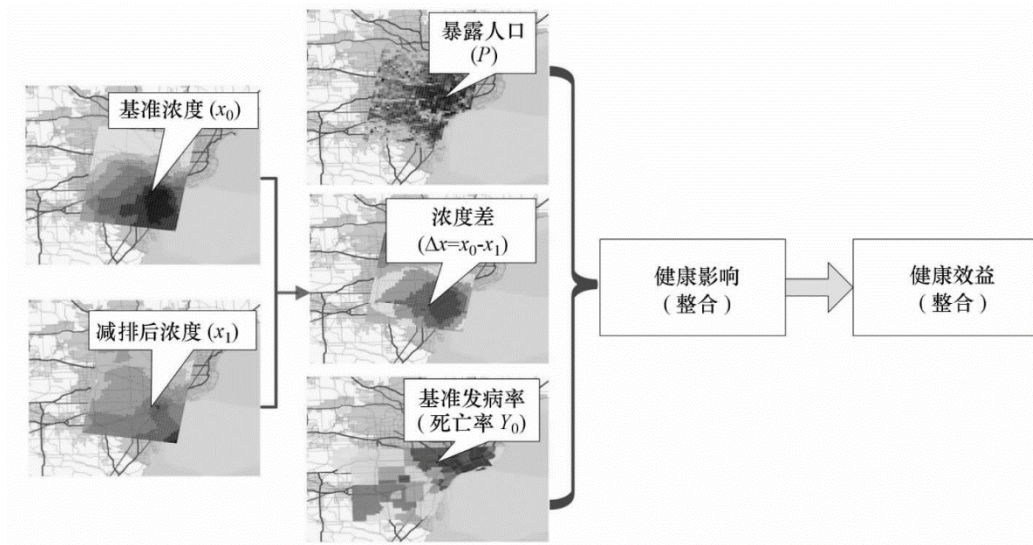 基准浓度 (x₀)
减排后浓度 (x₁)
暴露人口
(P)
浓度差
(Δx=x₀-x₁)
基准发病率
( 死亡率 Y₀)
健康影响
( 整合 )
健康效益
( 整合 )